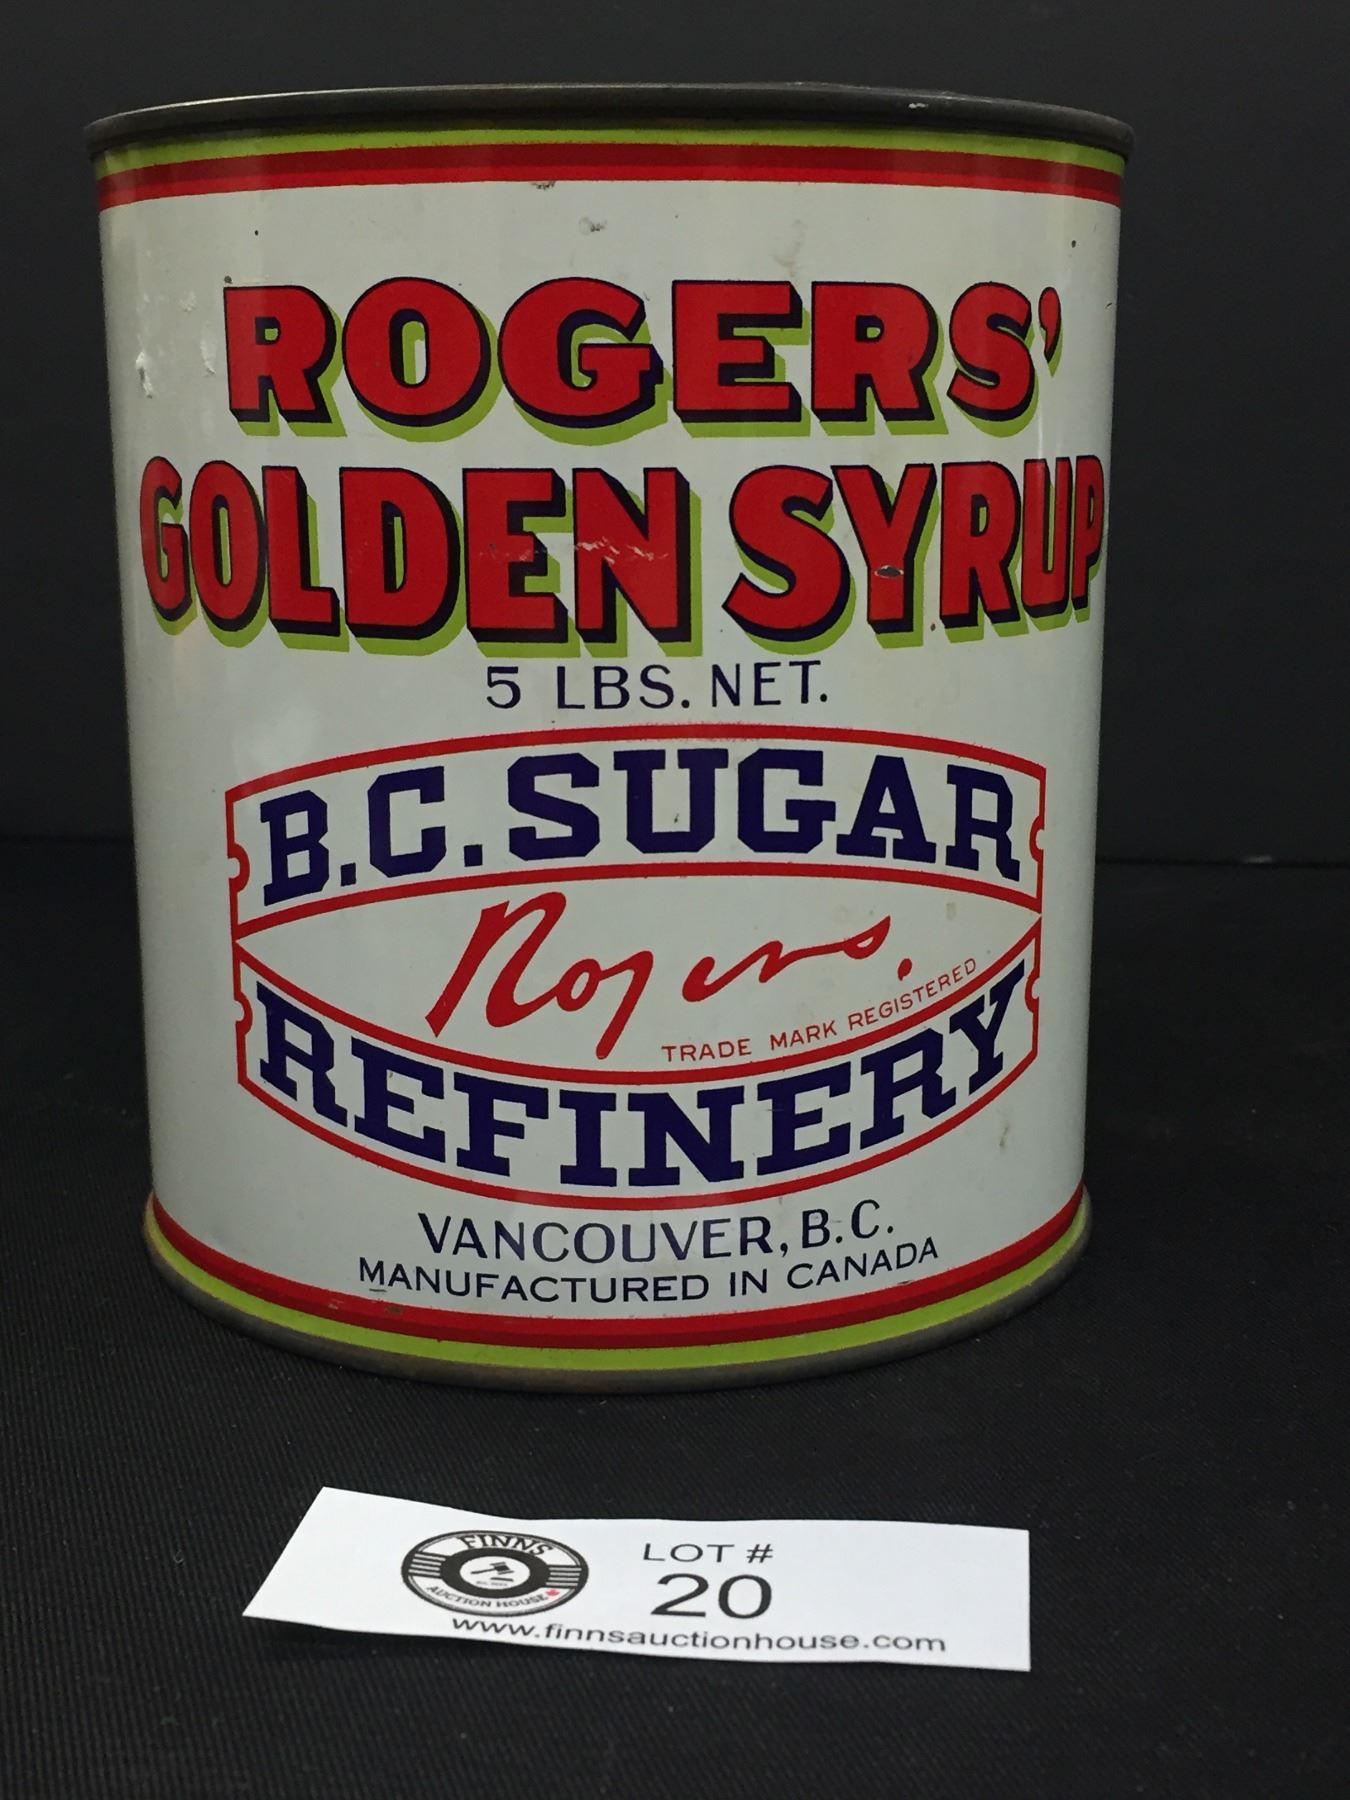 ROGERS'
GOLDEN SYRUP
5 LBS. NET.
B.C. SUGAR
Rogers.
TRADE MARK REGISTERED
REFINERY
VANCOUVER, B.C.
MANUFACTURED IN CANADA
FINNS
AUCTION HOUSE
LOT #
20
www.finnsauctionhouse.com